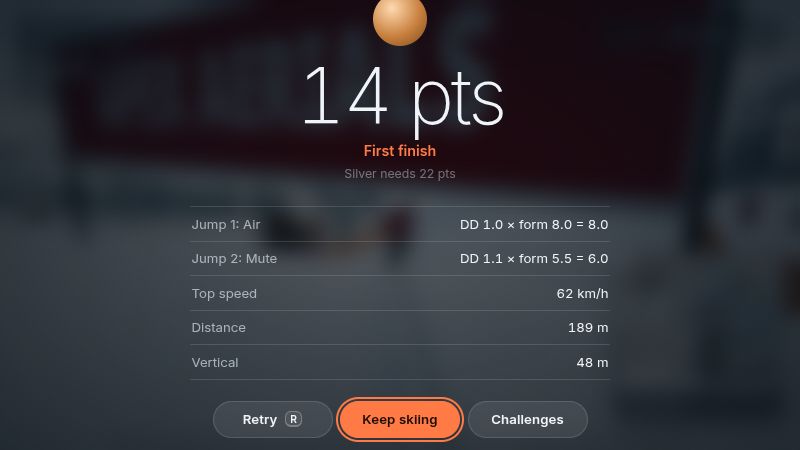 14 pts
First finish
Silver needs 22 pts
Jump 1: Air DD 1.0 × form 8.0 = 8.0
Jump 2: Mute DD 1.1 × form 5.5 = 6.0
Top speed 62 km/h
Distance 189 m
Vertical 48 m
Retry R Keep skiing Challenges